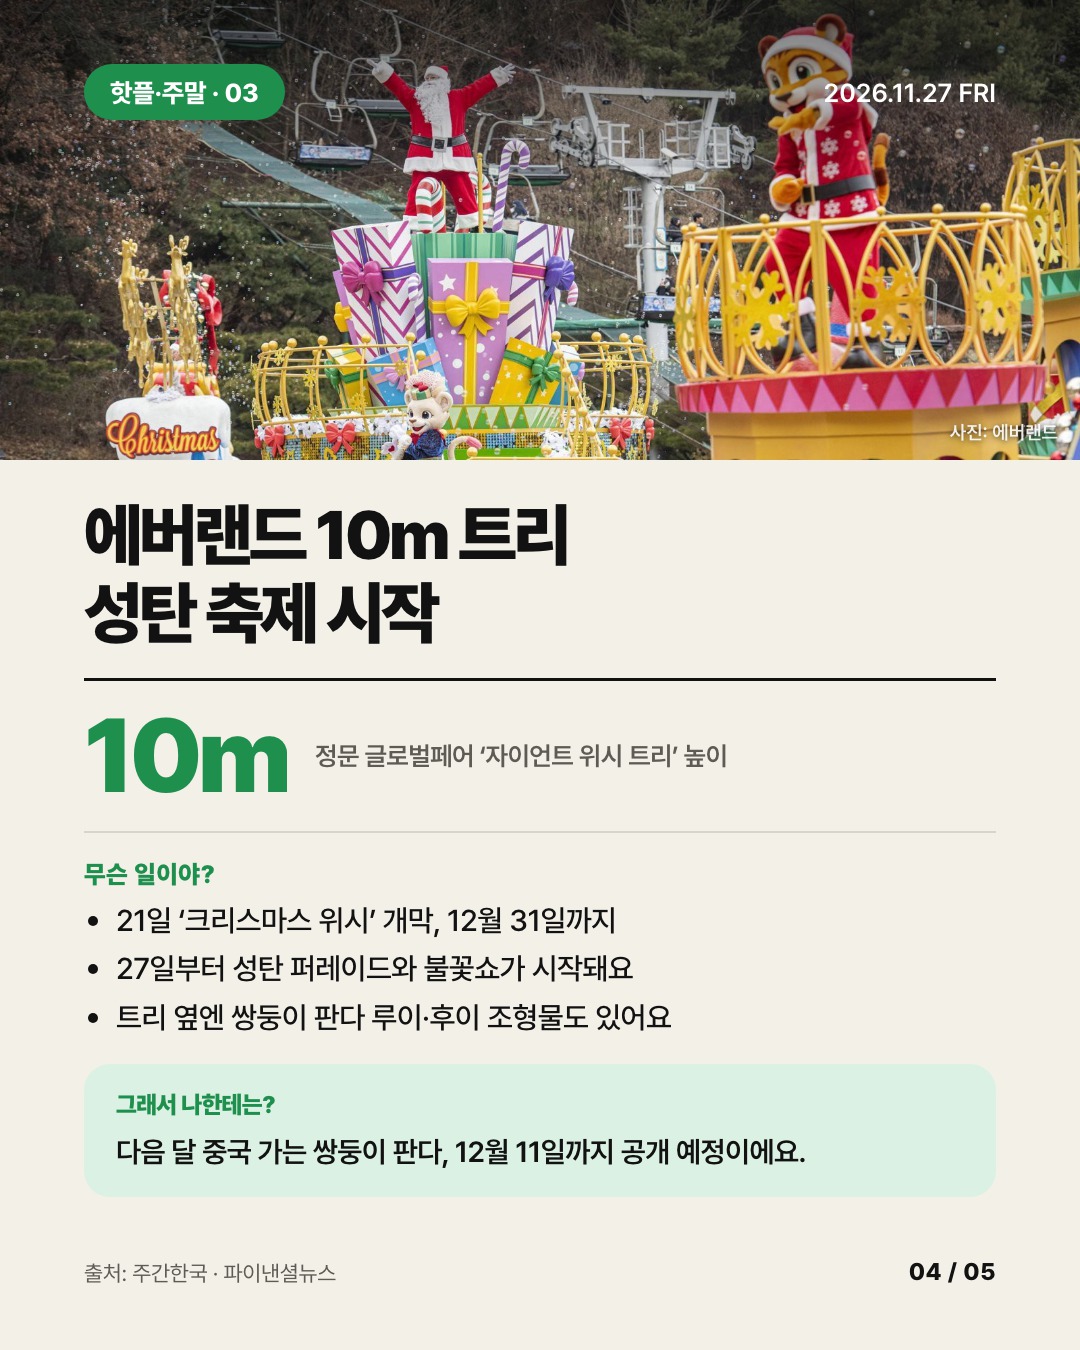 핫플·주말 · 03
2026.11.27 FRI
Christmas
사진: 에버랜드
에버랜드 10m 트리
성탄 축제 시작
10m
정문 글로벌페어 ‘자이언트 위시 트리’ 높이
무슨 일이야?
• 21일 ‘크리스마스 위시’ 개막, 12월 31일까지
• 27일부터 성탄 퍼레이드와 불꽃쇼가 시작돼요
• 트리 옆엔 쌍둥이 판다 루이·후이 조형물도 있어요
그래서 나한테는?
다음 달 중국 가는 쌍둥이 판다, 12월 11일까지 공개 예정이에요.
출처: 주간한국 · 파이낸셜뉴스
04 / 05